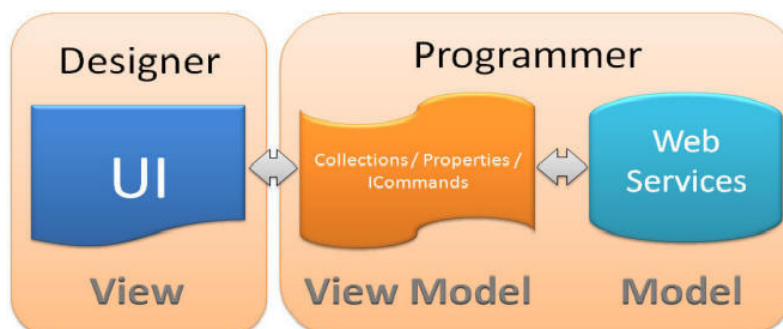 Designer
Programmer
UI
Collections / Properties /
ICommands
Web
Services
View
View Model
Model